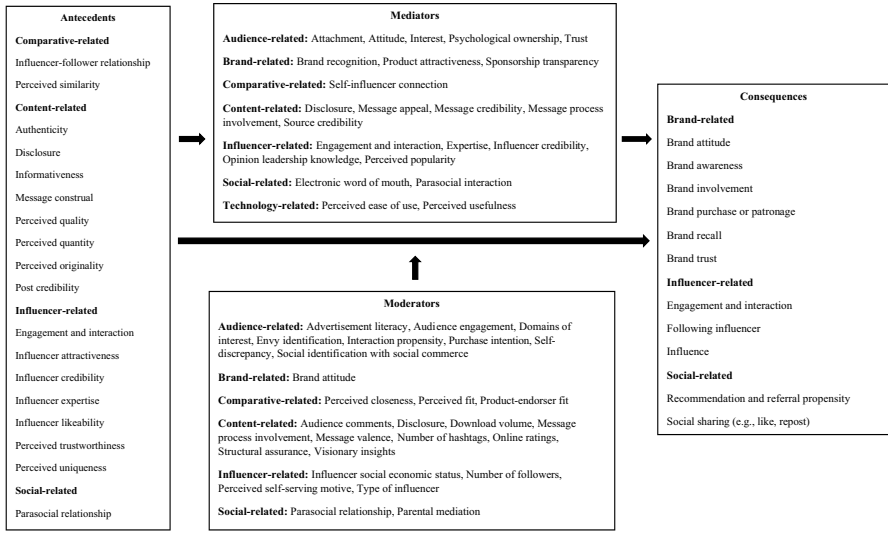 Antecedents
Comparative-related
Influencer-follower relationship
Perceived similarity
Content-related
Authenticity
Disclosure
Informativeness
Message construal
Perceived quality
Perceived quantity
Perceived originality
Post credibility
Influencer-related
Engagement and interaction
Influencer attractiveness
Influencer credibility
Influencer expertise
Influencer likeability
Perceived trustworthiness
Perceived uniqueness
Social-related
Parasocial relationship
Mediators
Audience-related: Attachment, Attitude, Interest, Psychological ownership, Trust
Brand-related: Brand recognition, Product attractiveness, Sponsorship transparency
Comparative-related: Self-influencer connection
Content-related: Disclosure, Message appeal, Message credibility, Message process
involvement, Source credibility
Influencer-related: Engagement and interaction, Expertise, Influencer credibility,
Opinion leadership knowledge, Perceived popularity
Social-related: Electronic word of mouth, Parasocial interaction
Technology-related: Perceived ease of use, Perceived usefulness
Moderators
Audience-related: Advertisement literacy, Audience engagement, Domains of
interest, Envy identification, Interaction propensity, Purchase intention, Self-
discrepancy, Social identification with social commerce
Brand-related: Brand attitude
Comparative-related: Perceived closeness, Perceived fit, Product-endorser fit
Content-related: Audience comments, Disclosure, Download volume, Message
process involvement, Message valence, Number of hashtags, Online ratings,
Structural assurance, Visionary insights
Influencer-related: Influencer social economic status, Number of followers,
Perceived self-serving motive, Type of influencer
Social-related: Parasocial relationship, Parental mediation
Consequences
Brand-related
Brand attitude
Brand awareness
Brand involvement
Brand purchase or patronage
Brand recall
Brand trust
Influencer-related
Engagement and interaction
Following influencer
Influence
Social-related
Recommendation and referral propensity
Social sharing (e.g., like, repost)